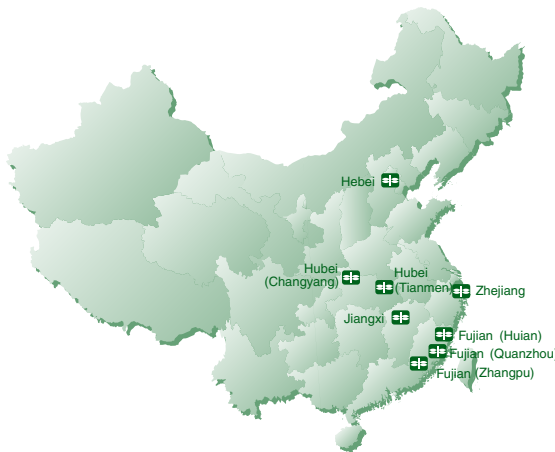 Hebei
Hubei
(Changyang)
Hubei
(Tianmen)
Zhejiang
Jiangxi
Fujian (Huian)
Fujian (Quanzhou)
Fujian (Zhangpu)